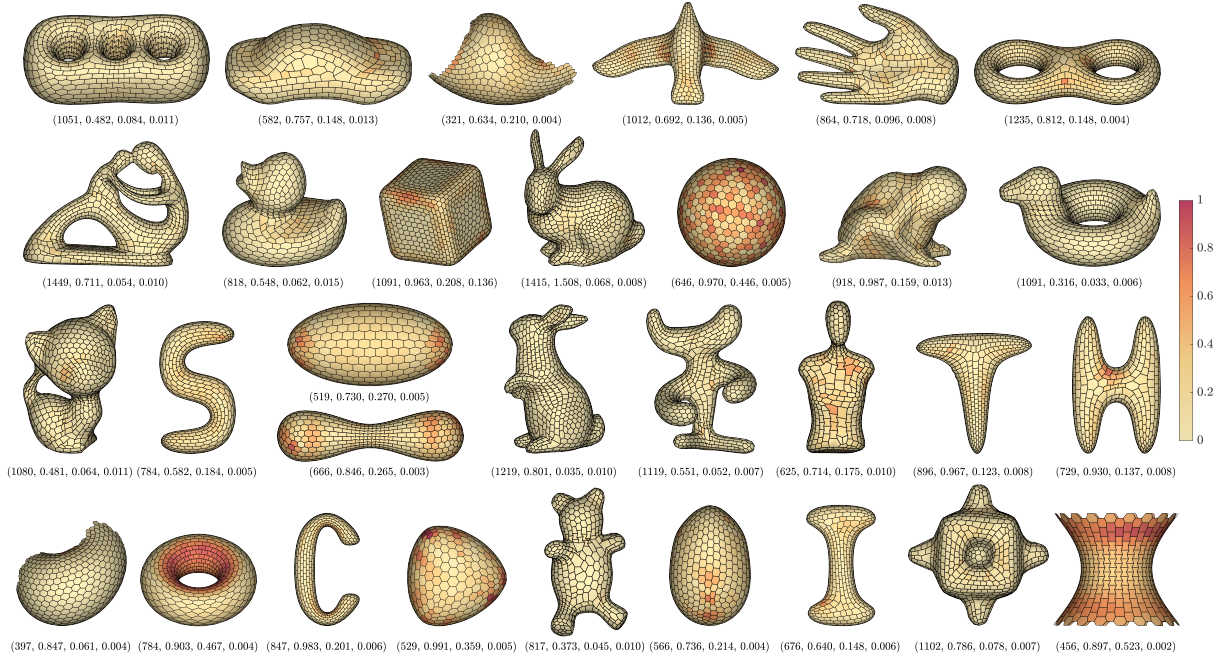 (1051, 0.482, 0.084, 0.011) (582, 0.757, 0.148, 0.013) (321, 0.634, 0.210, 0.004) (1012, 0.692, 0.136, 0.005) (864, 0.718, 0.096, 0.008) (1235, 0.812, 0.148, 0.004)
(1449, 0.711, 0.054, 0.010) (818, 0.548, 0.062, 0.015) (1091, 0.963, 0.208, 0.136) (1415, 1.508, 0.068, 0.008) (646, 0.970, 0.446, 0.005) (918, 0.987, 0.159, 0.013) (1091, 0.316, 0.033, 0.006)
1
0.8
0.6
0.4
0.2
0
(519, 0.730, 0.270, 0.005)
(1080, 0.481, 0.064, 0.011) (784, 0.582, 0.184, 0.005) (666, 0.846, 0.265, 0.003) (1219, 0.801, 0.035, 0.010) (1119, 0.551, 0.052, 0.007) (625, 0.714, 0.175, 0.010) (896, 0.967, 0.123, 0.008) (729, 0.930, 0.137, 0.008)
(397, 0.847, 0.061, 0.004) (784, 0.903, 0.467, 0.004) (847, 0.983, 0.201, 0.006) (529, 0.991, 0.359, 0.005) (817, 0.373, 0.045, 0.010) (566, 0.736, 0.214, 0.004) (676, 0.640, 0.148, 0.006) (1102, 0.786, 0.078, 0.007) (456, 0.897, 0.523, 0.002)